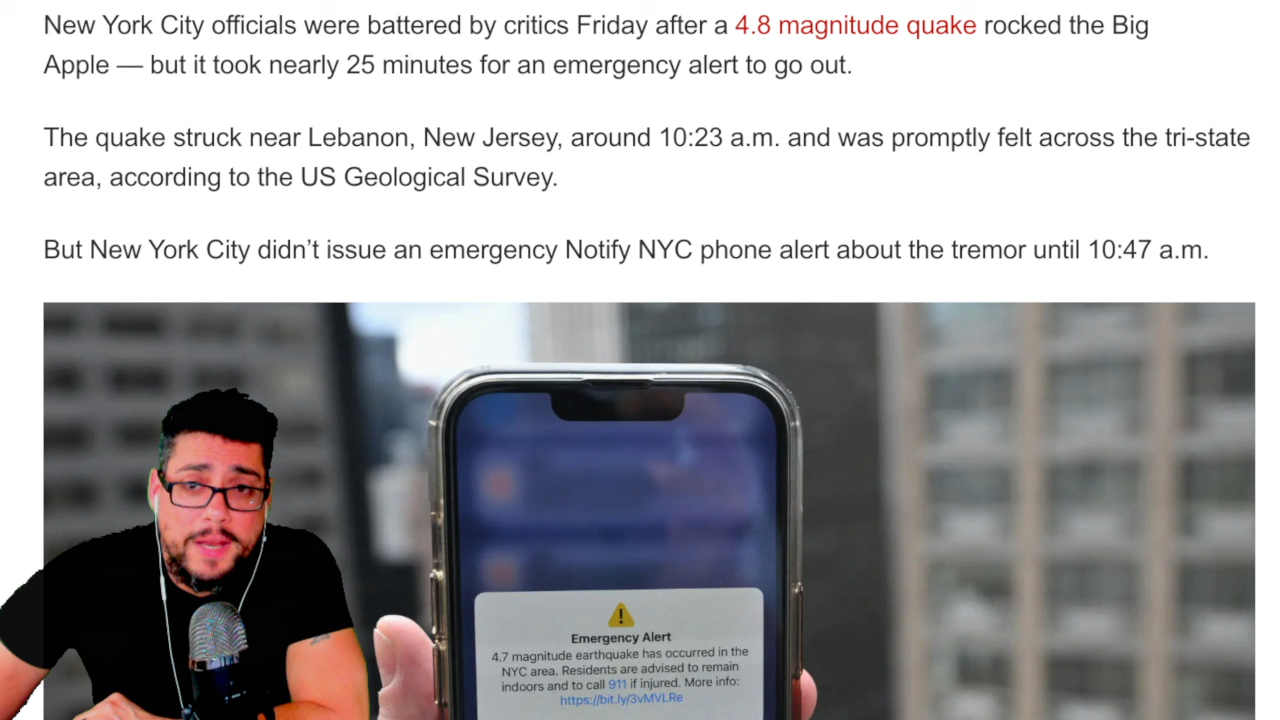 New York City officials were battered by critics Friday after a 4.8 magnitude quake rocked the Big
Apple — but it took nearly 25 minutes for an emergency alert to go out.
The quake struck near Lebanon, New Jersey, around 10:23 a.m. and was promptly felt across the tri-state
area, according to the US Geological Survey.
But New York City didn’t issue an emergency Notify NYC phone alert about the tremor until 10:47 a.m.
Emergency Alert
4.7 magnitude earthquake has occurred in the
NYC area. Residents are advised to remain
indoors and to call 911 if injured. More info:
https://bit.ly/3vMVLRe